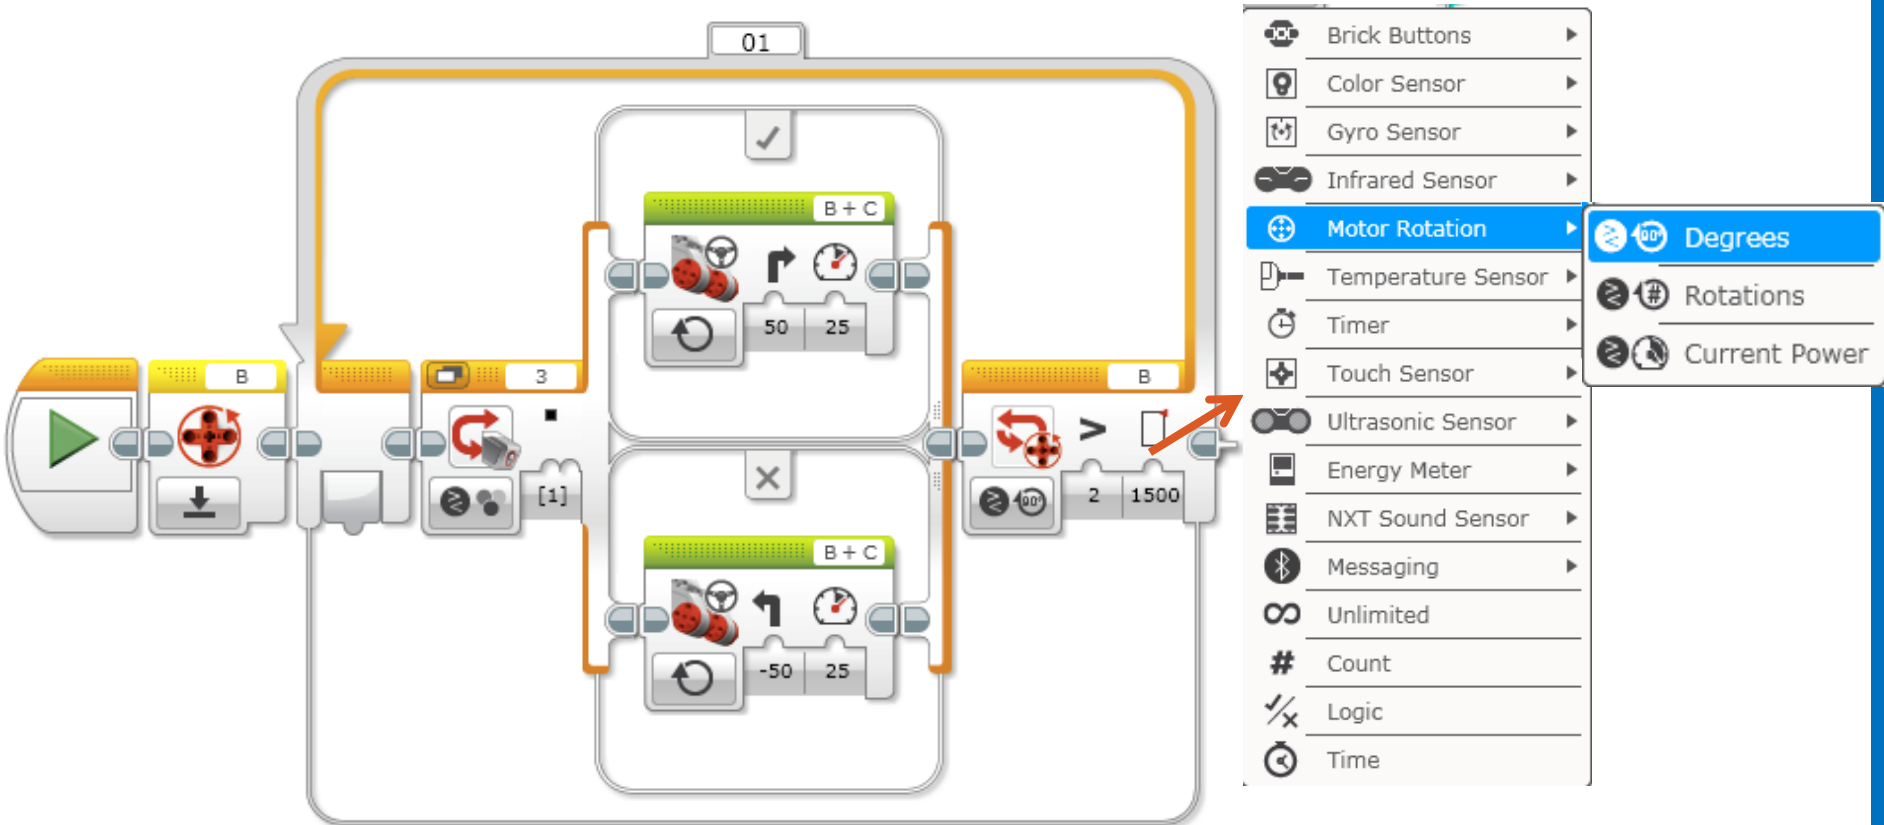 01
B
3
[1]
B + C
50 25
B + C
-50 25
B
2 1500
Brick Buttons
Color Sensor
Gyro Sensor
Infrared Sensor
Motor Rotation
Temperature Sensor
Timer
Touch Sensor
Ultrasonic Sensor
Energy Meter
NXT Sound Sensor
Messaging
Unlimited
# Count
Logic
Time
90° Degrees
# Rotations
Current Power